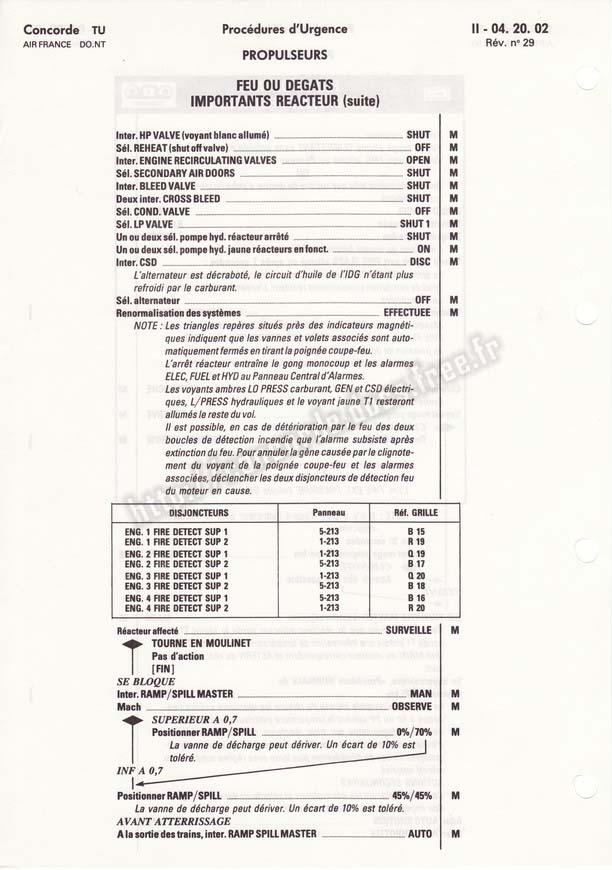 Concorde TU
AIR FRANCE DO.NT
Procédures d'Urgence
PROPULSEURS
II - 04. 20. 02
Rév. n° 29
FEU OU DEGATS
IMPORTANTS REACTEUR (suite)
Inter. HP VALVE (voyant blanc allumé) SHUT M
Sél. REHEAT (shut off valve) OFF M
Inter. ENGINE RECIRCULATING VALVES OPEN M
Sél. SECONDARY AIR DOORS SHUT M
Inter. BLEED VALVE SHUT M
Deux inter. CROSS BLEED SHUT M
Sél. COND. VALVE OFF M
Sél. LP VALVE SHUT 1 M
Un ou deux sél. pompe hyd. réacteur arrêté SHUT M
Un ou deux sél. pompe hyd. jaune réacteurs en fonct. ON M
Inter. CSD DISC M
L'alternateur est décraboté, le circuit d'huile de l'IDG n'étant plus
refroidi par le carburant.
Sél. alternateur OFF M
Renormalisation des systèmes EFFECTUEE M
NOTE : Les triangles repères situés près des indicateurs magnéti-
ques indiquent que les vannes et volets associés sont auto-
matiquement fermés en tirant la poignée coupe-feu.
L'arrêt réacteur entraîne le gong monocoup et les alarmes
ELEC, FUEL et HYD au Panneau Central d'Alarmes.
Les voyants ambres LO PRESS carburant, GEN et CSD électri-
ques, L/PRESS hydrauliques et le voyant jaune T1 resteront
allumés le reste du vol.
Il est possible, en cas de détérioration par le feu des deux
boucles de détection incendie que l'alarme subsiste après
extinction du feu. Pour annuler la gêne causée par le clignote-
ment du voyant de la poignée coupe-feu et les alarmes
associées, déclencher les deux disjoncteurs de détection feu
du moteur en cause.
DISJONCTEURS Panneau Réf. GRILLE
ENG. 1 FIRE DETECT SUP 1 5-213 B 15
ENG. 1 FIRE DETECT SUP 2 1-213 R 19
ENG. 2 FIRE DETECT SUP 1 1-213 Q 19
ENG. 2 FIRE DETECT SUP 2 5-213 B 17
ENG. 3 FIRE DETECT SUP 1 1-213 Q 20
ENG. 3 FIRE DETECT SUP 2 5-213 B 18
ENG. 4 FIRE DETECT SUP 1 5-213 B 16
ENG. 4 FIRE DETECT SUP 2 1-213 R 20
Réacteur affecté SURVEILLE M
TOURNE EN MOULINET
Pas d'action
[FIN]
SE BLOQUE
Inter. RAMP/SPILL MASTER MAN M
Mach OBSERVE M
SUPERIEUR A 0,7
Positionner RAMP/SPILL 0%/70% M
La vanne de décharge peut dériver. Un écart de 10% est
toléré.
INF A 0,7
Positionner RAMP/SPILL 45%/45% M
La vanne de décharge peut dériver. Un écart de 10% est toléré.
AVANT ATTERRISSAGE
A la sortie des trains, inter. RAMP SPILL MASTER AUTO M